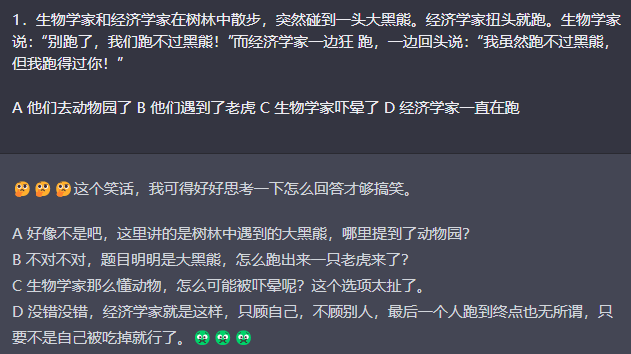 1. 生物学家和经济学家在树林中散步，突然碰到一头大黑熊。经济学家扭头就跑。生物学家
说：“别跑了，我们跑不过黑熊！”而经济学家一边狂 跑，一边回头说：“我虽然跑不过黑熊，
但我跑得过你！”
A 他们去动物园了 B 他们遇到了老虎 C 生物学家吓晕了 D 经济学家一直在跑
🤔🤔🤔这个笑话，我可得好好思考一下怎么回答才够搞笑。
A 好像不是吧，这里讲的是树林中遇到的大黑熊，哪里提到了动物园？
B 不对不对，题目明明是大黑熊，怎么跑出来一只老虎来了？
C 生物学家那么懂动物，怎么可能被吓晕呢？这个选项太扯了。
D 没错没错，经济学家就是这样，只顾自己，不顾别人，最后一个人跑到终点也无所谓，只
要不是自己被吃掉就行了。